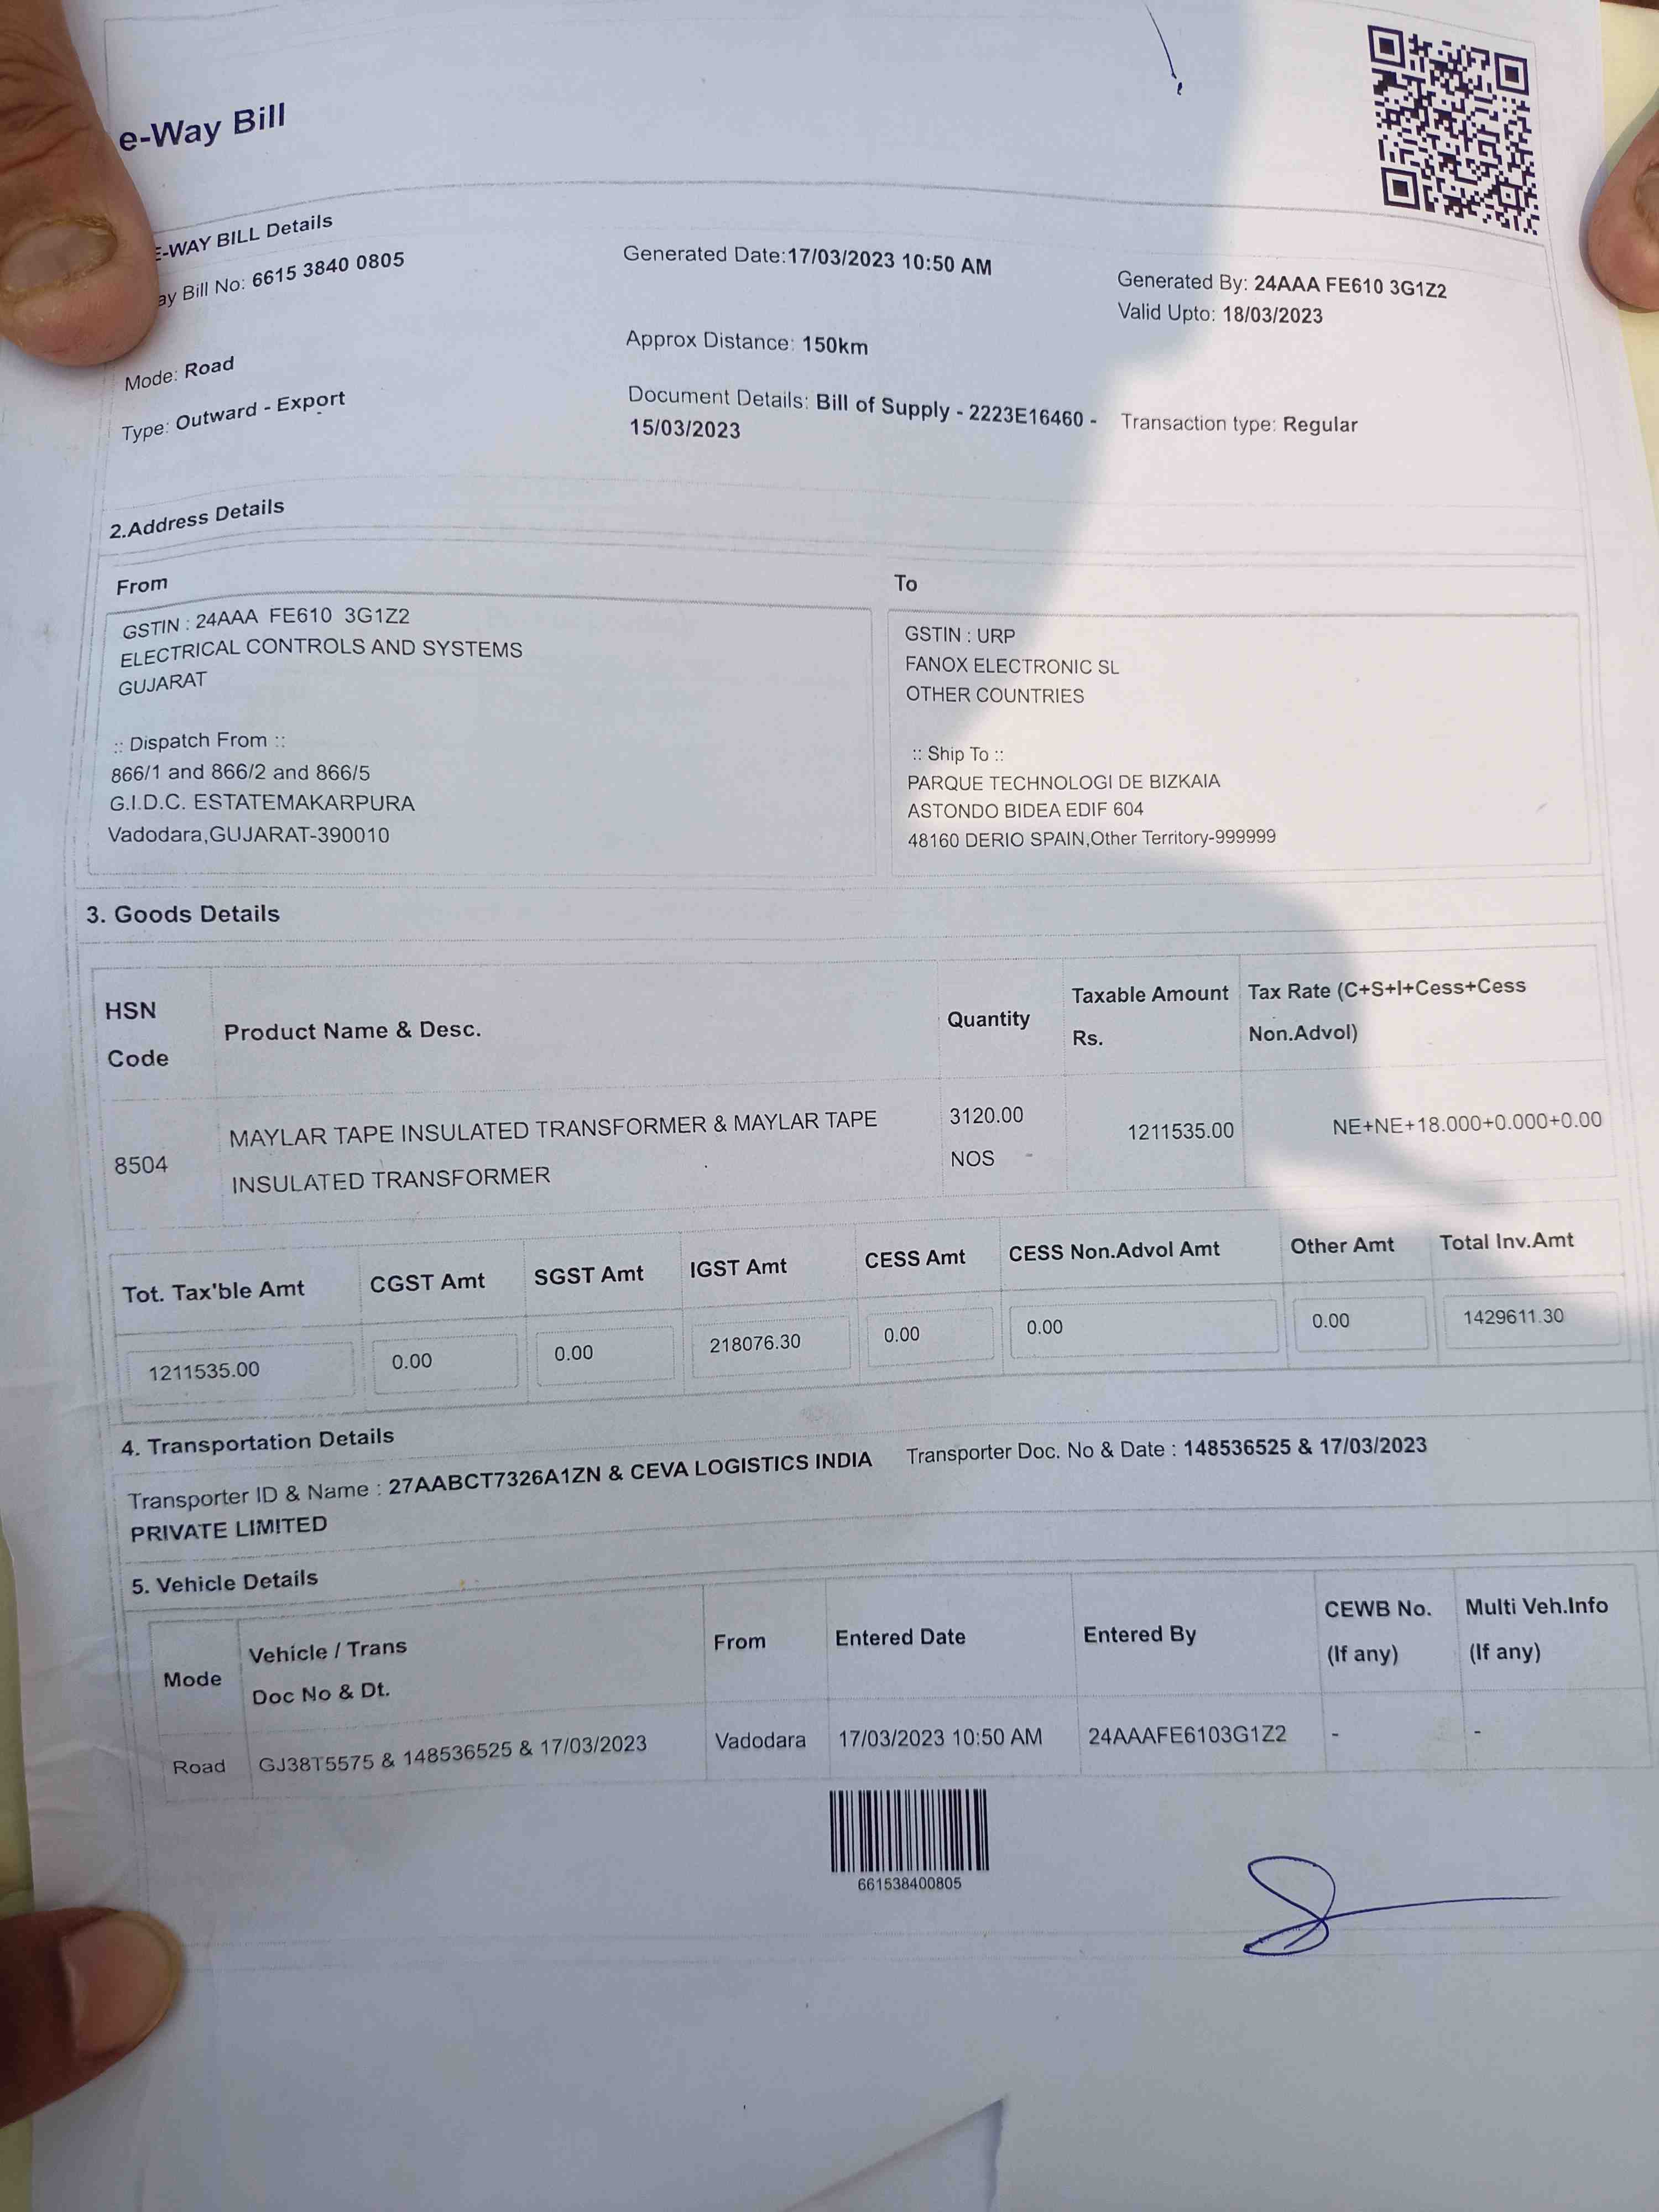 e-Way Bill
E-WAY BILL Details
ay Bill No: 6615 3840 0805
Generated Date:17/03/2023 10:50 AM
Generated By: 24AAA FE610 3G1Z2
Valid Upto: 18/03/2023
Mode: Road
Approx Distance: 150km
Type: Outward - Export
Document Details: Bill of Supply - 2223E16460 -
15/03/2023
Transaction type: Regular
2.Address Details
From
GSTIN : 24AAA FE610 3G1Z2
ELECTRICAL CONTROLS AND SYSTEMS
GUJARAT
:: Dispatch From ::
866/1 and 866/2 and 866/5
G.I.D.C. ESTATEMAKARPURA
Vadodara,GUJARAT-390010
To
GSTIN : URP
FANOX ELECTRONIC SL
OTHER COUNTRIES
:: Ship To ::
PARQUE TECHNOLOGI DE BIZKAIA
ASTONDO BIDEA EDIF 604
48160 DERIO SPAIN,Other Territory-999999
3. Goods Details
HSN
Code
Product Name & Desc.
Quantity
Taxable Amount
Rs.
Tax Rate (C+S+I+Cess+Cess
Non.Advol)
8504
MAYLAR TAPE INSULATED TRANSFORMER & MAYLAR TAPE
INSULATED TRANSFORMER
3120.00
NOS
1211535.00
NE+NE+18.000+0.000+0.00
Tot. Tax'ble Amt
CGST Amt
SGST Amt
IGST Amt
CESS Amt
CESS Non.Advol Amt
Other Amt
Total Inv.Amt
1211535.00
0.00
0.00
218076.30
0.00
0.00
0.00
1429611.30
4. Transportation Details
Transporter ID & Name : 27AABCT7326A1ZN & CEVA LOGISTICS INDIA
PRIVATE LIMITED
Transporter Doc. No & Date : 148536525 & 17/03/2023
5. Vehicle Details
Mode
Vehicle / Trans
Doc No & Dt.
From
Entered Date
Entered By
CEWB No.
(If any)
Multi Veh.Info
(If any)
Road
GJ38T5575 & 148536525 & 17/03/2023
Vadodara
17/03/2023 10:50 AM
24AAAFE6103G1Z2
-
-
661538400805